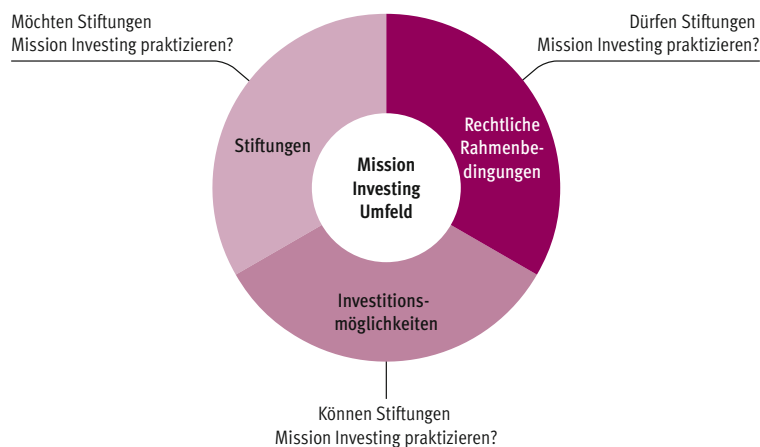 Möchten Stiftungen
Mission Investing praktizieren?
Dürfen Stiftungen
Mission Investing praktizieren?
Stiftungen
Rechtliche
Rahmenbe-
dingungen
Mission
Investing
Umfeld
Investitions-
möglichkeiten
Können Stiftungen
Mission Investing praktizieren?